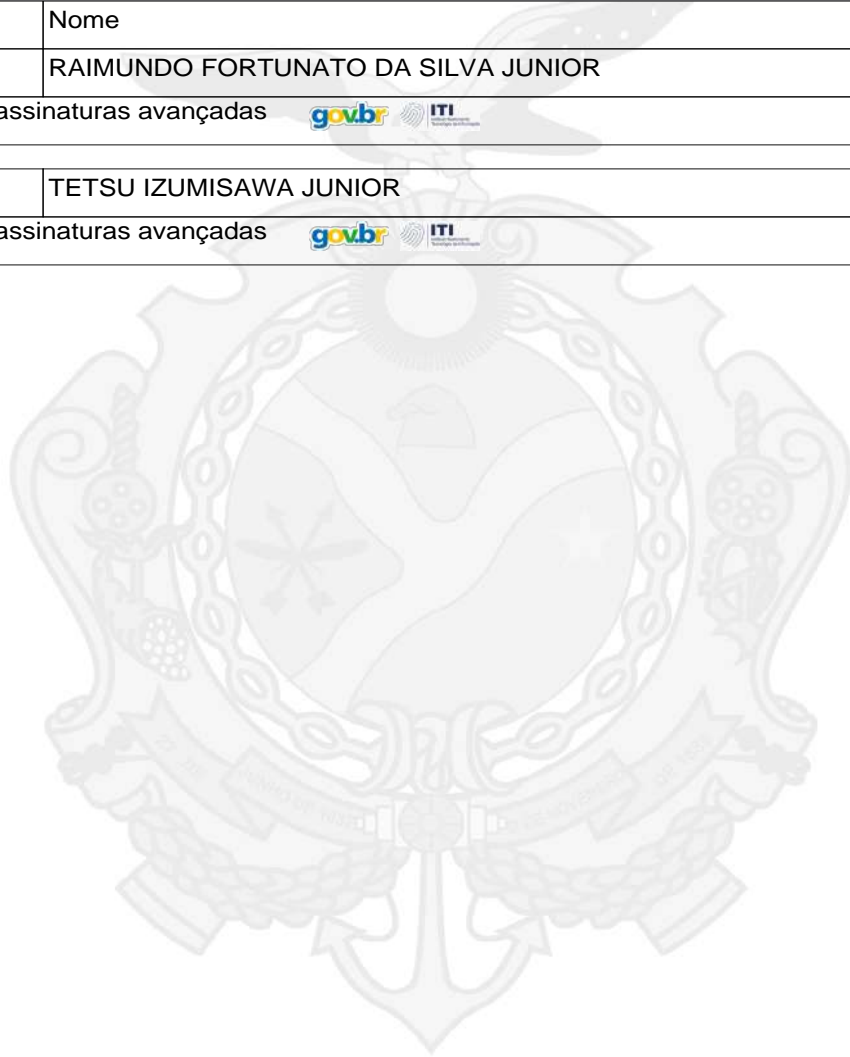 Nome
RAIMUNDO FORTUNATO DA SILVA JUNIOR
assinaturas avançadas gov.br ITI
TETSU IZUMISAWA JUNIOR
assinaturas avançadas gov.br ITI